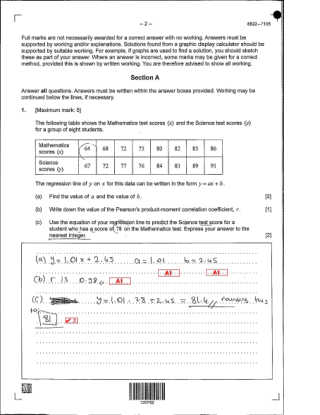 – 2 –
8822–7105
Full marks are not necessarily awarded for a correct answer with no working. Answers must be
supported by working and/or explanations. Solutions found from a graphic display calculator should be
supported by suitable working. For example, if graphs are used to find a solution, you should sketch
these as part of your answer. Where an answer is incorrect, some marks may be given for a correct
method, provided this is shown by written working. You are therefore advised to show all working.
Section A
Answer all questions. Answers must be written within the answer boxes provided. Working may be
continued below the lines, if necessary.
1. [Maximum mark: 5]
The following table shows the Mathematics test scores (x) and the Science test scores (y)
for a group of eight students.
Mathematics scores (x) 64 68 72 73 80 82 85 86
Science scores (y) 67 72 77 76 84 83 89 91
The regression line of y on x for this data can be written in the form y = ax + b.
(a) Find the value of a and the value of b. [2]
(b) Write down the value of the Pearson's product-moment correlation coefficient, r. [1]
(c) Use the equation of your regression line to predict the Science test score for a
student who has a score of 78 on the Mathematics test. Express your answer to the
nearest integer. [2]
(a) y = 1.01 x + 2.45 a = 1.01 b = 2.45
A1 A1
(b) r is 0.98 A1
(c) y = 1.01 · 78 + 2.45 = 81.4
81